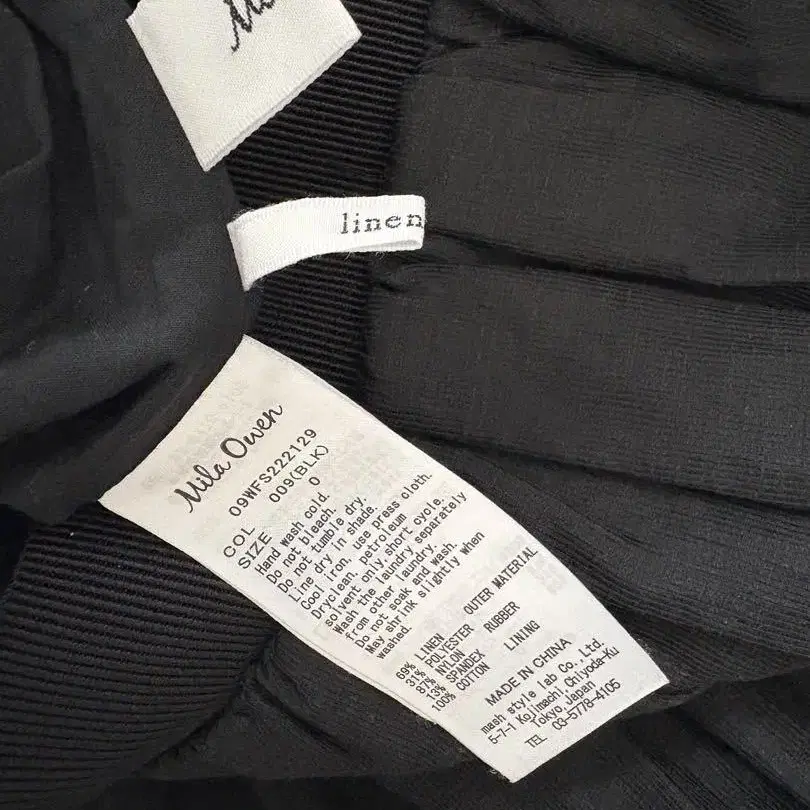 linen
Mila Owen
09WFS222129
COL 009(BLK)
SIZE 0
Hand wash cold.
Do not bleach.
Do not tumble dry.
Line dry in shade.
Cool iron, use press cloth.
Dryclean, petroleum
solvent only, short cycle.
Wash the laundry separately
from other laundry.
Do not soak and wash.
May shrink slightly when
washed.
69% LINEN OUTER MATERIAL
31% POLYESTER
87% NYLON RUBBER
13% SPANDEX
100% COTTON LINING
MADE IN CHINA
mash style lab Co., Ltd.
5-7-1 Kojimachi, Chiyoda-Ku
Tokyo, Japan
TEL 03-5778-4105